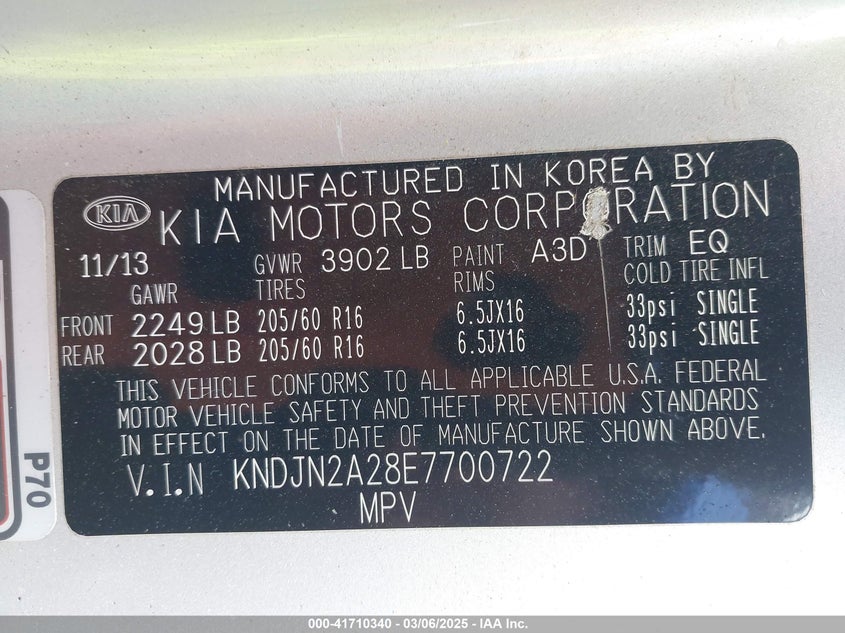 MANUFACTURED IN KOREA BY
KIA KIA MOTORS CORPORATION
11/13 GVWR 3902 LB PAINT A3D TRIM EQ
GAWR TIRES RIMS COLD TIRE INFL
FRONT 2249 LB 205/60 R16 6.5JX16 33psi SINGLE
REAR 2028 LB 205/60 R16 6.5JX16 33psi SINGLE
THIS VEHICLE CONFORMS TO ALL APPLICABLE U.S.A. FEDERAL
MOTOR VEHICLE SAFETY AND THEFT PREVENTION STANDARDS
IN EFFECT ON THE DATE OF MANUFACTURE SHOWN ABOVE.
V.I.N KNDJN2A28E7700722
MPV
P70
000-41710340 - 03/06/2025 - IAA Inc.